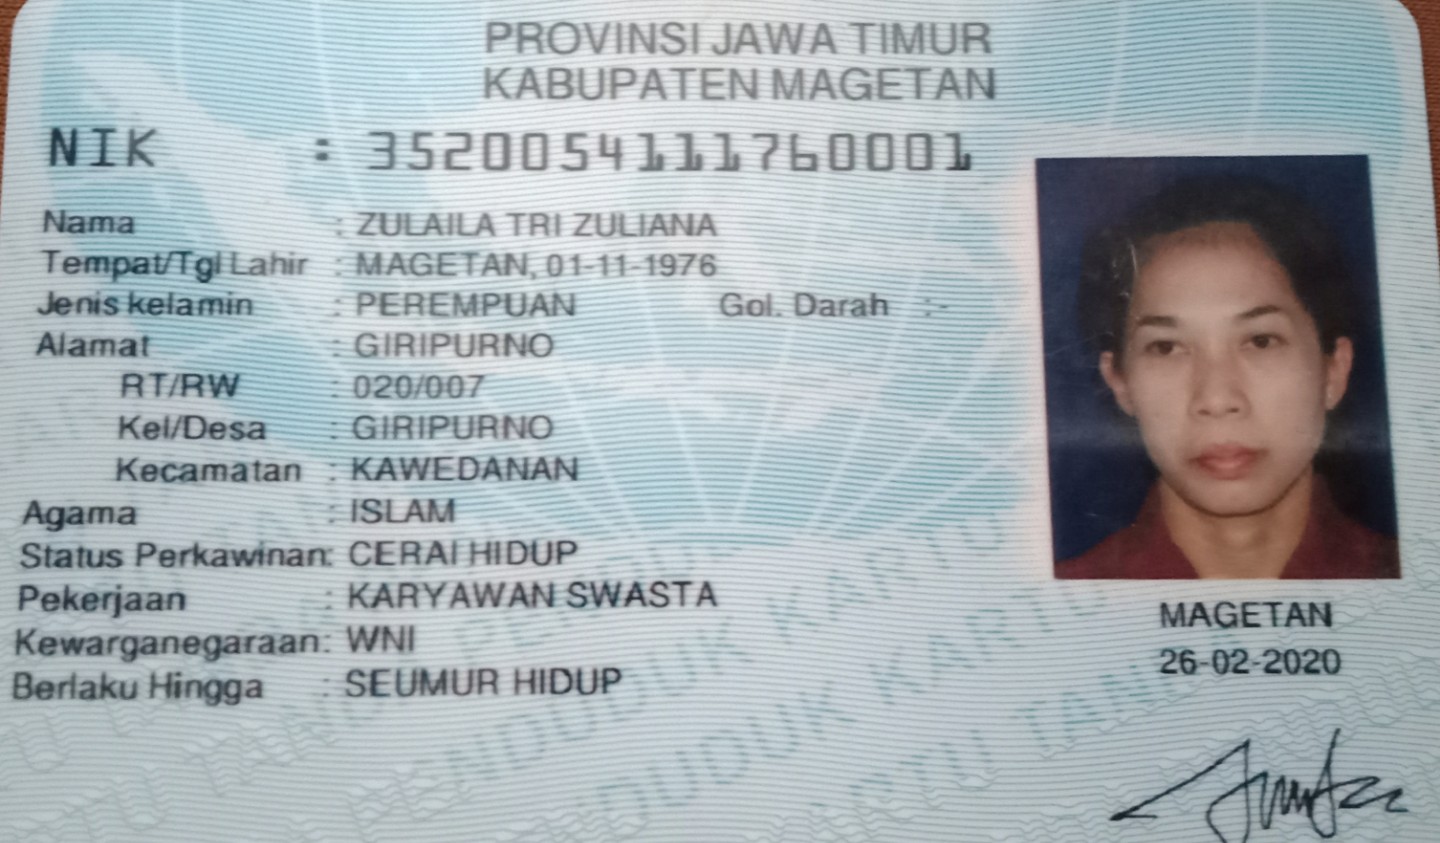 PROVINSI JAWA TIMUR
KABUPATEN MAGETAN
NIK : 3520054111760001
Nama : ZULAILA TRI ZULIANA
Tempat/Tgl Lahir : MAGETAN, 01-11-1976
Jenis kelamin : PEREMPUAN Gol. Darah :-
Alamat : GIRIPURNO
RT/RW : 020/007
Kel/Desa : GIRIPURNO
Kecamatan : KAWEDANAN
Agama : ISLAM
Status Perkawinan: CERAI HIDUP
Pekerjaan : KARYAWAN SWASTA
Kewarganegaraan: WNI
Berlaku Hingga : SEUMUR HIDUP
MAGETAN
26-02-2020